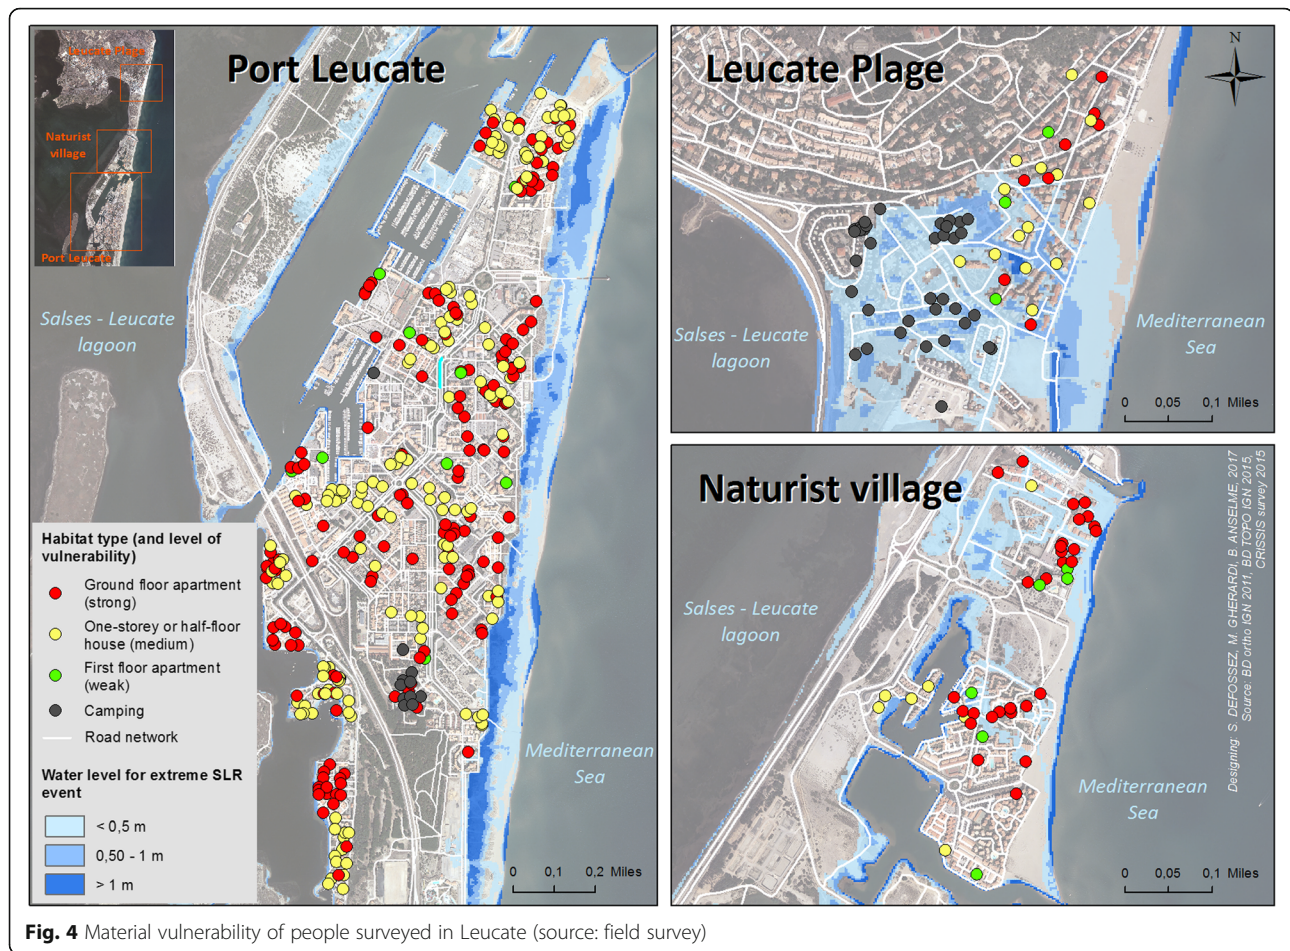 Port Leucate
Leucate Plage
Naturist
village
Port Leucate
Salses - Leucate
lagoon
Mediterranean
Sea
Habitat type (and level of
vulnerability)
Ground floor apartment
(strong)
One-storey or half-floor
house (medium)
First floor apartment
(weak)
Camping
Road network
Water level for extreme SLR
event
< 0,5 m
0,50 - 1 m
> 1 m
0 0,1 0,2 Miles
Leucate Plage
N
Salses - Leucate
lagoon
Mediterranean
Sea
0 0,05 0,1 Miles
Naturist village
Salses - Leucate
lagoon
Mediterranean
Sea
0 0,05 0,1 Miles
Designing: S. DEFOSSEZ, M. GHERARDI, B. ANSELME, 2017
Source: BD ortho IGN 2011, BD TOPO IGN 2015,
CRISSIS survey 2015
Fig. 4 Material vulnerability of people surveyed in Leucate (source: field survey)